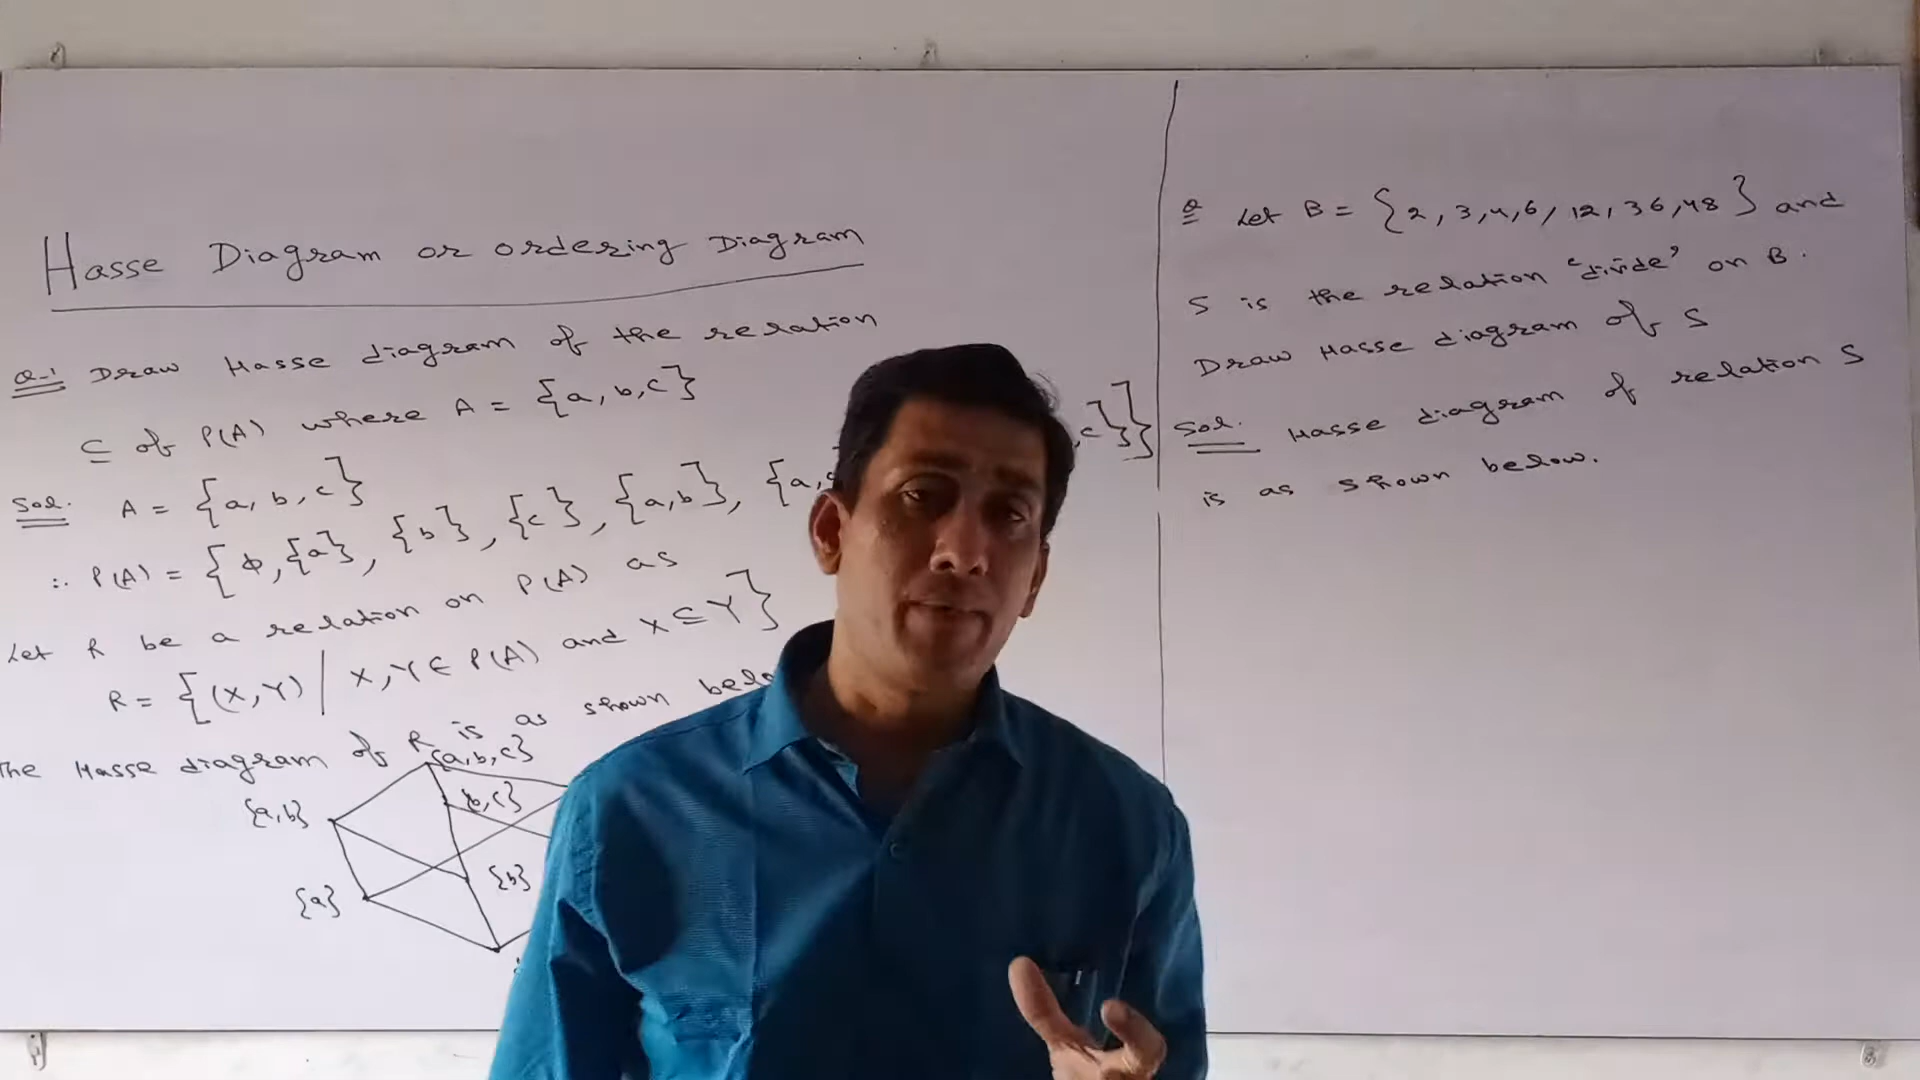 Hasse Diagram or ordering Diagram
Q-1 Draw Hasse diagram of the relation
⊆ of P(A) where A = {a, b, c}
Sol. A = {a, b, c}
∴ P(A) = { ϕ, {a}, {b}, {c}, {a, b}, {a, , c}}
Let R be a relation on P(A) as
R = {(X, Y) | X, Y ∈ P(A) and X ⊆ Y}
The Hasse diagram of R is as shown
{a, b, c}
{a, b}
{b, c}
{b}
{a}
Q Let B = {2, 3, 4, 6, 12, 36, 48} and
S is the relation ‘divide’ on B.
Draw Hasse diagram of S
Sol. Hasse diagram of relation S
is as shown below.